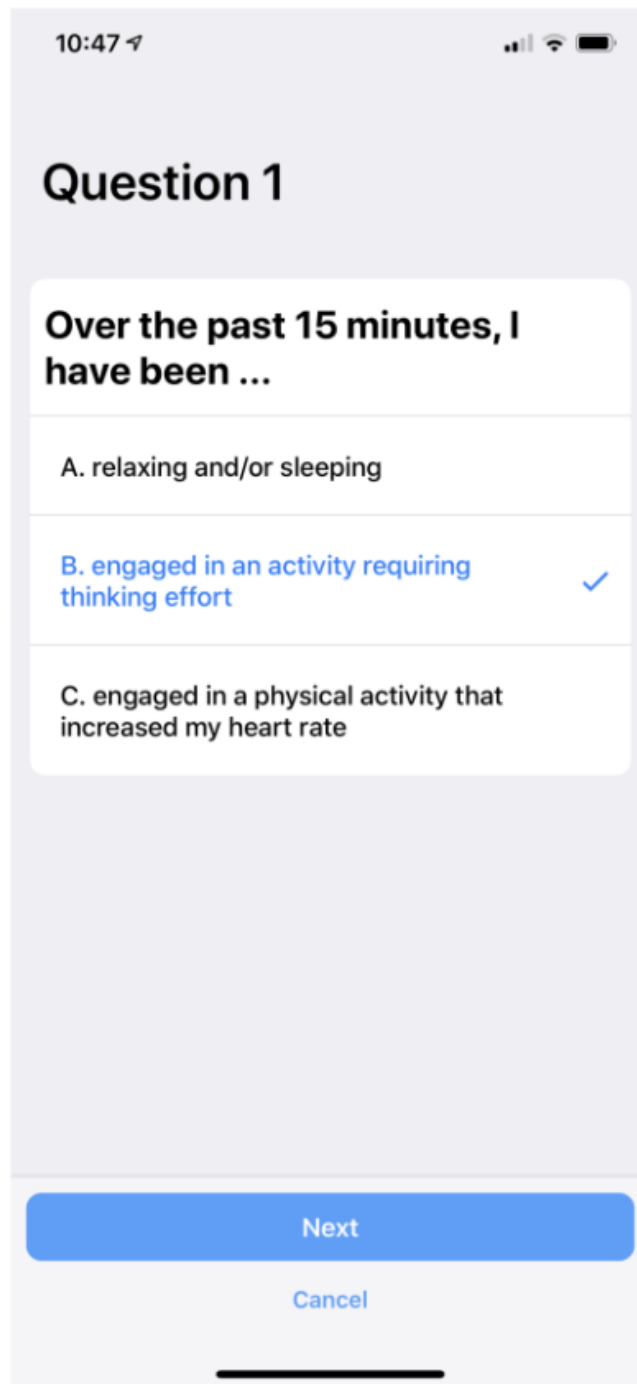 10:47
Question 1
Over the past 15 minutes, I
have been ...
A. relaxing and/or sleeping
B. engaged in an activity requiring
thinking effort
C. engaged in a physical activity that
increased my heart rate
Next
Cancel